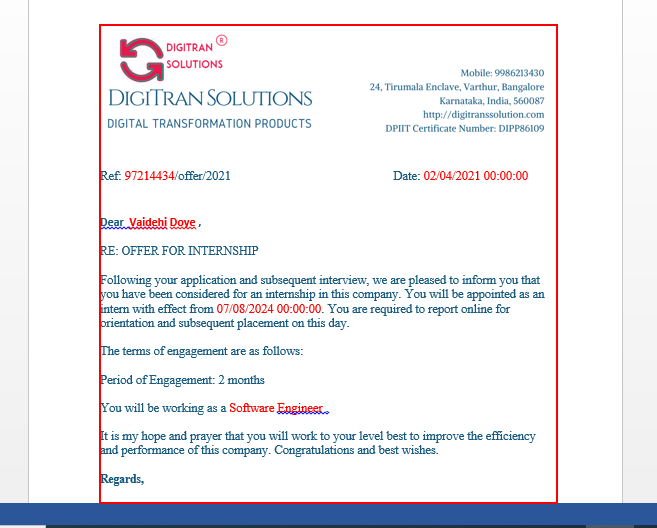 DIGITRAN ®
SOLUTIONS
DIGITRAN SOLUTIONS
DIGITAL TRANSFORMATION PRODUCTS
Mobile: 9986213430
24, Tirumala Enclave, Varthur, Bangalore
Karnataka, India, 560087
http://digitranssolution.com
DPIIT Certificate Number: DIPP86109
Ref: 97214434/offer/2021 Date: 02/04/2021 00:00:00
Dear Vaidehi Doye ,
RE: OFFER FOR INTERNSHIP
Following your application and subsequent interview, we are pleased to inform you that
you have been considered for an internship in this company. You will be appointed as an
intern with effect from 07/08/2024 00:00:00. You are required to report online for
orientation and subsequent placement on this day.
The terms of engagement are as follows:
Period of Engagement: 2 months
You will be working as a Software Engineer .
It is my hope and prayer that you will work to your level best to improve the efficiency
and performance of this company. Congratulations and best wishes.
Regards,